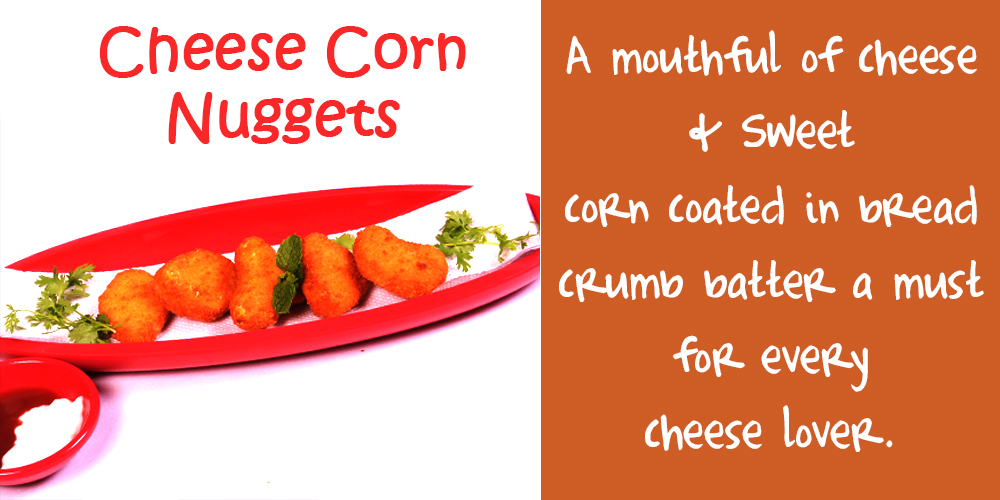 Cheese Corn
Nuggets
A mouthful of cheese
& Sweet
corn coated in bread
crumb batter a must
for every
cheese lover.